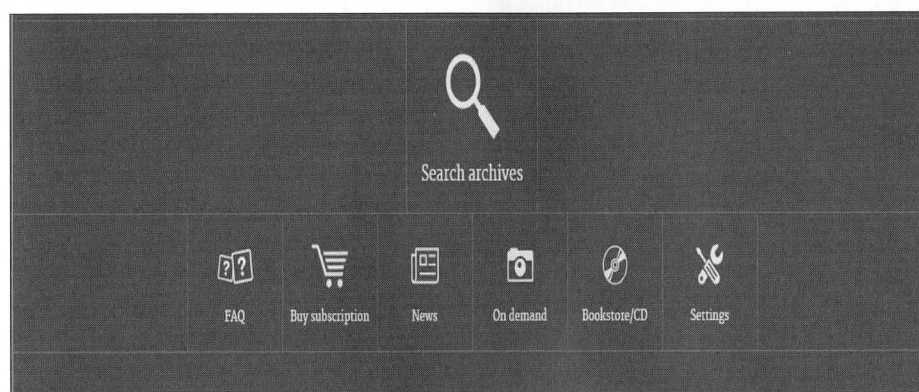 Search archives
FAQ
Buy subscription
News
On demand
Bookstore/CD
Settings